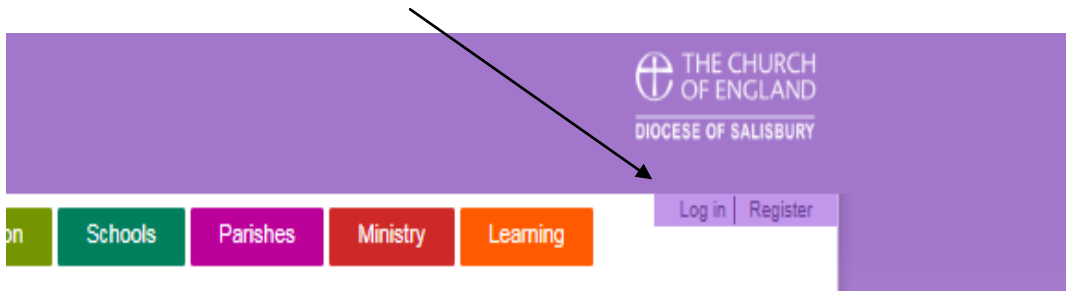 THE CHURCH
OF ENGLAND
DIOCESE OF SALISBURY
Log in | Register
on Schools Parishes Ministry Learning